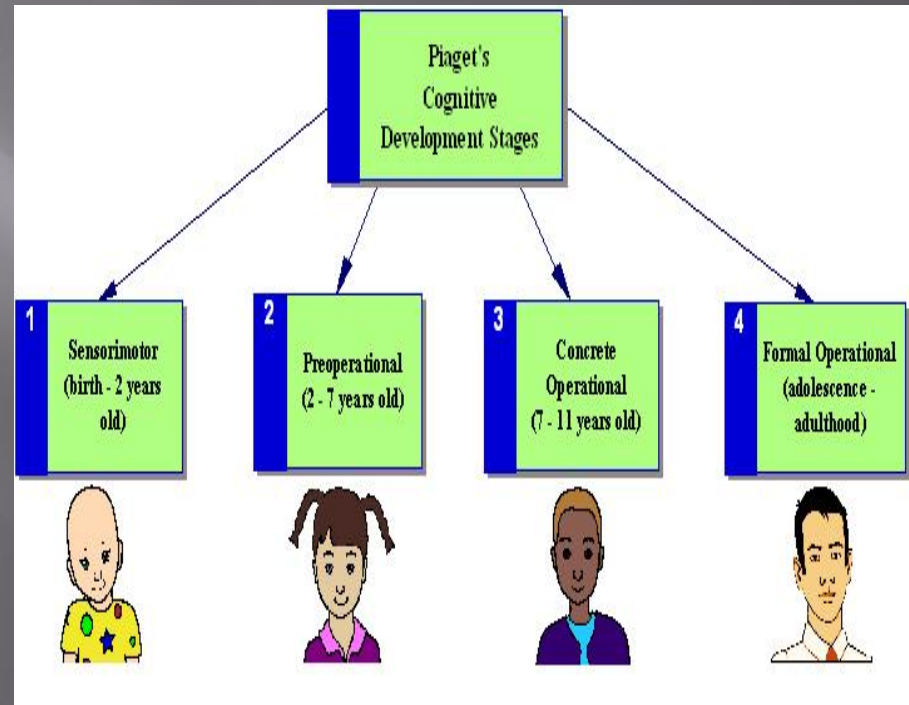 Piaget's
Cognitive
Development Stages
1
Sensorimotor
(birth - 2 years
old)
2
Preoperational
(2 - 7 years old)
3
Concrete
Operational
(7 - 11 years old)
4
Formal Operational
(adolescence -
adulthood)